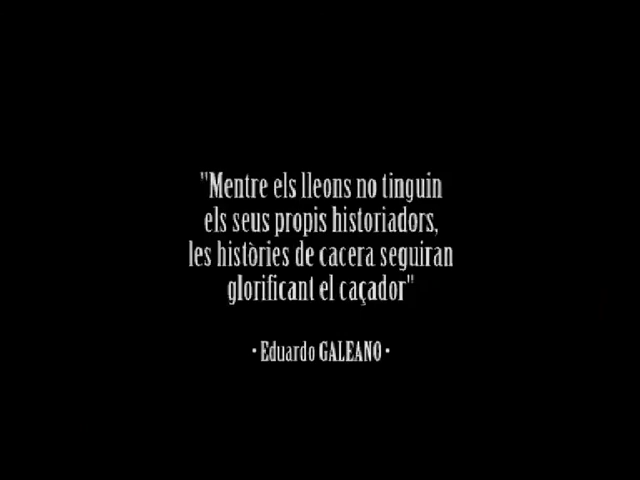 "Mentre els lleons no tinguin
els seus propis historiadors,
les històries de cacera seguiran
glorificant el caçador"
· Eduardo GALEANO ·